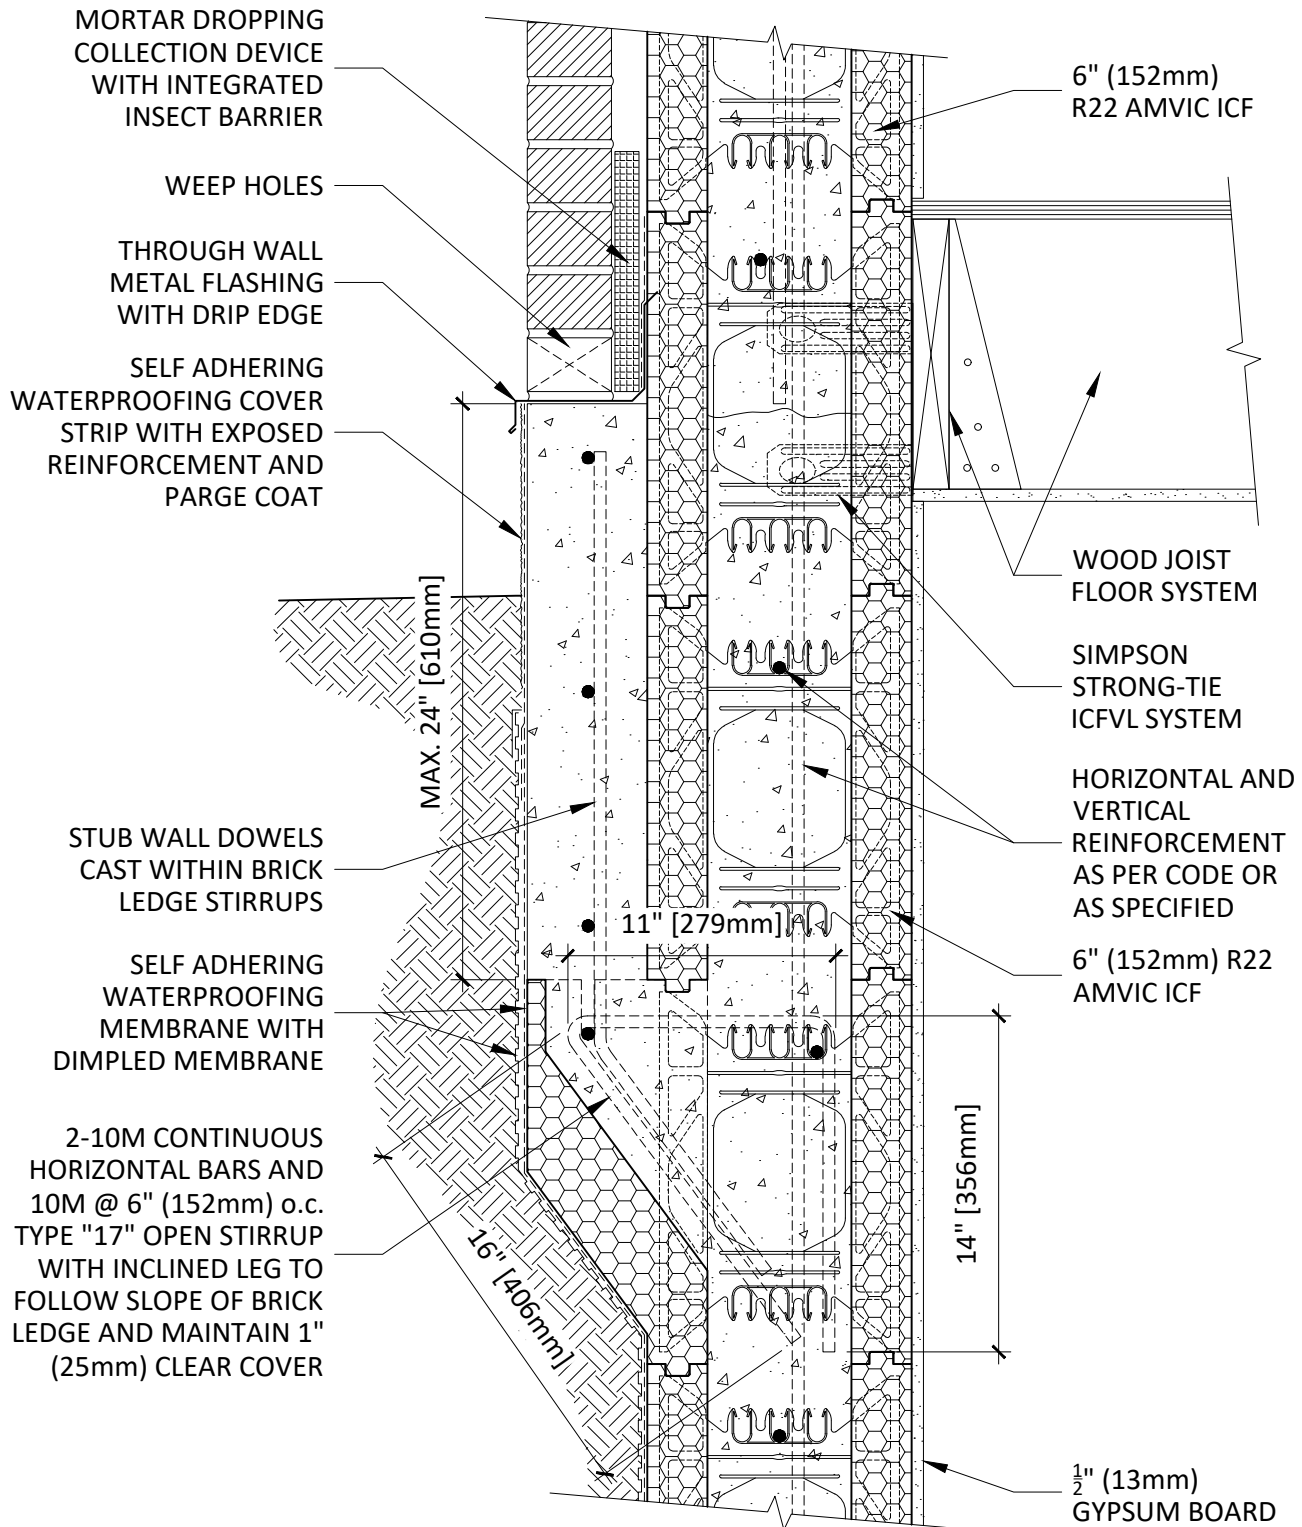 MORTAR DROPPING
COLLECTION DEVICE
WITH INTEGRATED
INSECT BARRIER
WEEP HOLES
THROUGH WALL
METAL FLASHING
WITH DRIP EDGE
SELF ADHERING
WATERPROOFING COVER
STRIP WITH EXPOSED
REINFORCEMENT AND
PARGE COAT
MAX. 24" [610mm]
STUB WALL DOWELS
CAST WITHIN BRICK
LEDGE STIRRUPS
SELF ADHERING
WATERPROOFING
MEMBRANE WITH
DIMPLED MEMBRANE
2-10M CONTINUOUS
HORIZONTAL BARS AND
10M @ 6" (152mm) o.c.
TYPE "17" OPEN STIRRUP
WITH INCLINED LEG TO
FOLLOW SLOPE OF BRICK
LEDGE AND MAINTAIN 1"
(25mm) CLEAR COVER
11" [279mm]
16" [406mm]
14" [356mm]
6" (152mm)
R22 AMVIC ICF
WOOD JOIST
FLOOR SYSTEM
SIMPSON
STRONG-TIE
ICFVL SYSTEM
HORIZONTAL AND
VERTICAL
REINFORCEMENT
AS PER CODE OR
AS SPECIFIED
6" (152mm) R22
AMVIC ICF
½" (13mm)
GYPSUM BOARD